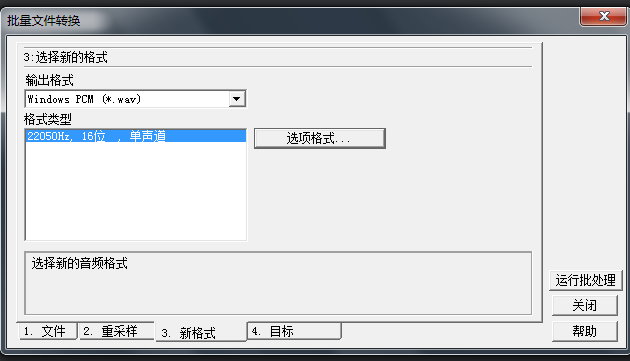 批量文件转换
3:选择新的格式
输出格式
Windows PCM (*.wav)
格式类型
22050Hz, 16位 , 单声道
选项格式...
选择新的音频格式
运行批处理
关闭
帮助
1. 文件
2. 重采样
3. 新格式
4. 目标